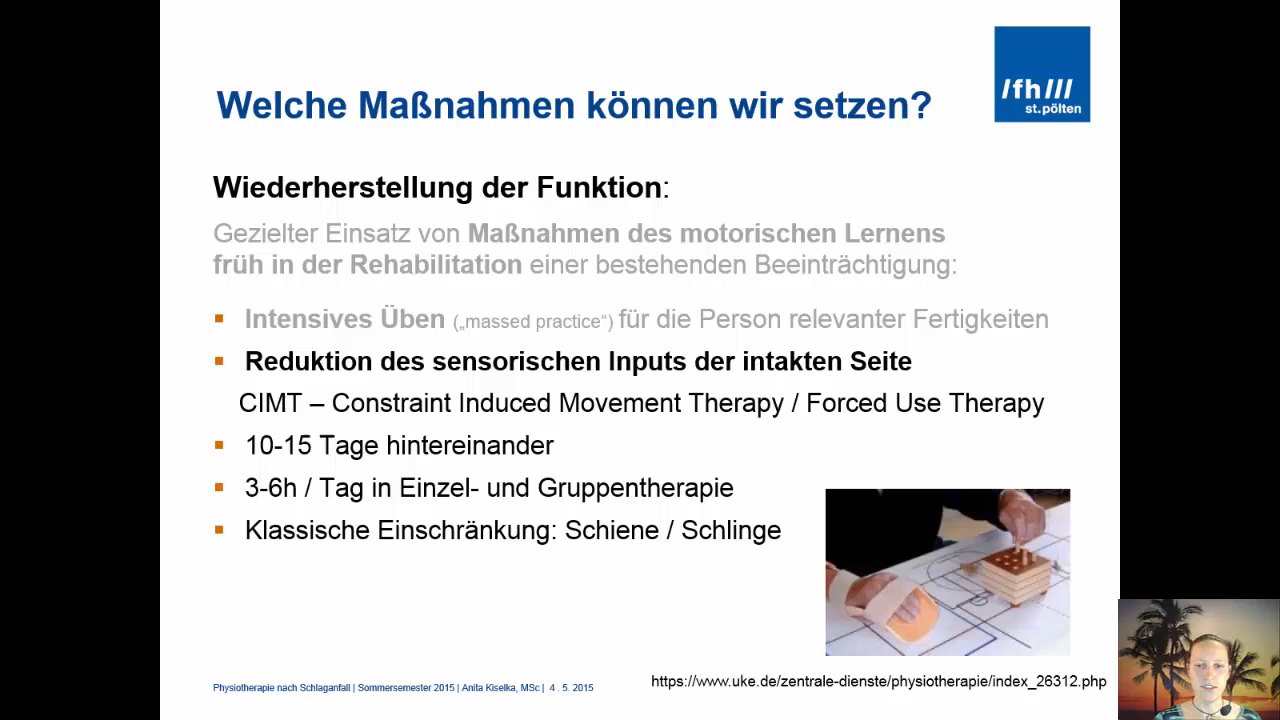 Welche Maßnahmen können wir setzen?
/fh///
st.pölten
Wiederherstellung der Funktion:
Gezielter Einsatz von Maßnahmen des motorischen Lernens
früh in der Rehabilitation einer bestehenden Beeinträchtigung:
▪ Intensives Üben („massed practice“) für die Person relevanter Fertigkeiten
▪ Reduktion des sensorischen Inputs der intakten Seite
CIMT – Constraint Induced Movement Therapy / Forced Use Therapy
▪ 10-15 Tage hintereinander
▪ 3-6h / Tag in Einzel- und Gruppentherapie
▪ Klassische Einschränkung: Schiene / Schlinge
Physiotherapie nach Schlaganfall | Sommersemester 2015 | Anita Kiselka, MSc | 4 . 5. 2015
https://www.uke.de/zentrale-dienste/physiotherapie/index_26312.php